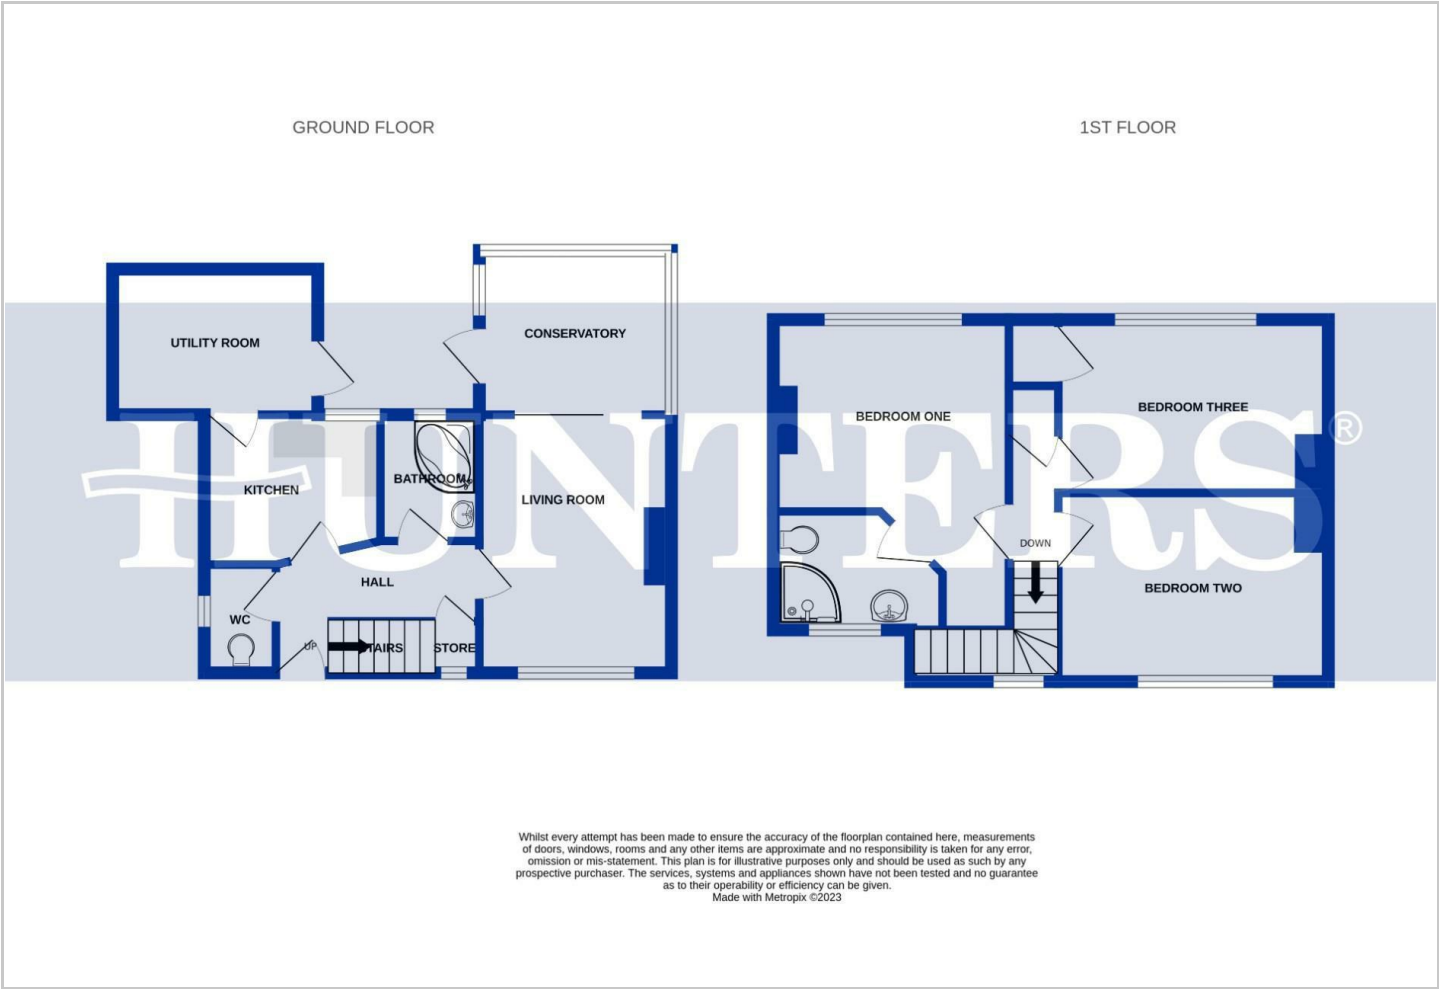 GROUND FLOOR
1ST FLOOR
UTILITY ROOM
CONSERVATORY
KITCHEN
BATHROOM
LIVING ROOM
HALL
WC
UP
STAIRS
STORE
BEDROOM ONE
BEDROOM THREE
DOWN
BEDROOM TWO
HUNTERS®
Whilst every attempt has been made to ensure the accuracy of the floorplan contained here, measurements
of doors, windows, rooms and any other items are approximate and no responsibility is taken for any error,
omission or mis-statement. This plan is for illustrative purposes only and should be used as such by any
prospective purchaser. The services, systems and appliances shown have not been tested and no guarantee
as to their operability or efficiency can be given.
Made with Metropix ©2023